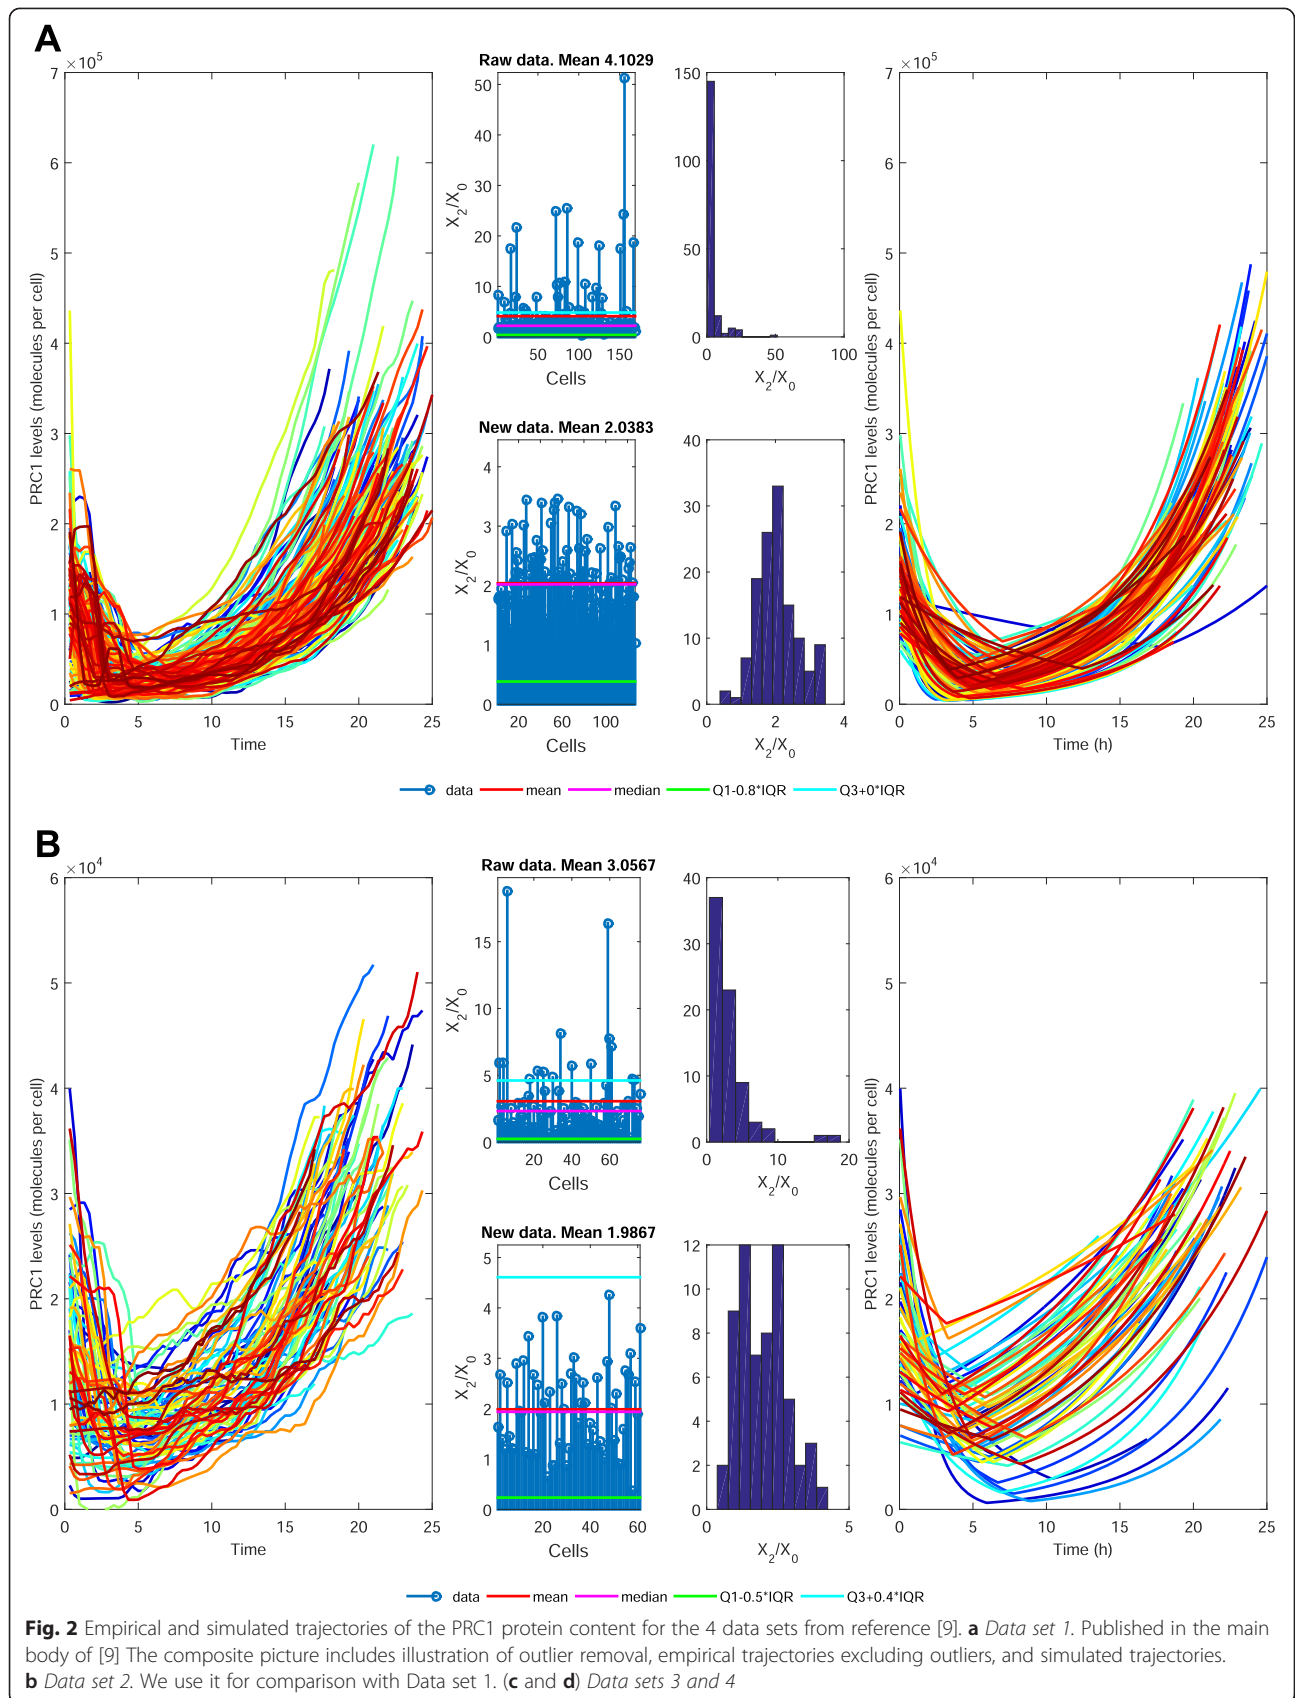 A
×10⁵
7
6
5
4
3
2
1
0
0 5 10 15 20 25
PRC1 levels (molecules per cell)
Time
Raw data. Mean 4.1029
50
40
30
20
10
0
50 100 150
X₂/X₀
Cells
150
100
50
0
0 50 100
X₂/X₀
New data. Mean 2.0383
4
3
2
1
0
20 60 100
X₂/X₀
Cells
40
30
20
10
0
0 2 4
X₂/X₀
×10⁵
7
6
5
4
3
2
1
0
0 5 10 15 20 25
PRC1 levels (molecules per cell)
Time (h)
data mean median Q1-0.8*IQR Q3+0*IQR
B
×10⁴
6
5
4
3
2
1
0
0 5 10 15 20 25
PRC1 levels (molecules per cell)
Time
Raw data. Mean 3.0567
15
10
5
0
20 40 60
X₂/X₀
Cells
40
30
20
10
0
0 10 20
X₂/X₀
New data. Mean 1.9867
5
4
3
2
1
0
20 40 60
X₂/X₀
Cells
12
10
8
6
4
2
0
0 5
X₂/X₀
×10⁴
6
5
4
3
2
1
0
0 5 10 15 20 25
PRC1 levels (molecules per cell)
Time (h)
data mean median Q1-0.5*IQR Q3+0.4*IQR
Fig. 2 Empirical and simulated trajectories of the PRC1 protein content for the 4 data sets from reference [9]. a Data set 1. Published in the main
body of [9] The composite picture includes illustration of outlier removal, empirical trajectories excluding outliers, and simulated trajectories.
b Data set 2. We use it for comparison with Data set 1. (c and d) Data sets 3 and 4